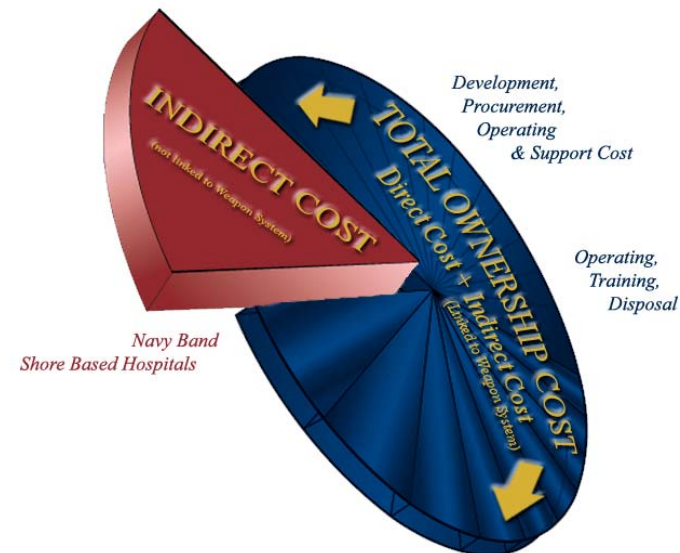 INDIRECT COST
(not linked to Weapon System)
TOTAL OWNERSHIP COST
Direct Cost + Indirect Cost
(Linked to Weapon System)
Development,
Procurement,
Operating
& Support Cost
Operating,
Training,
Disposal
Navy Band
Shore Based Hospitals